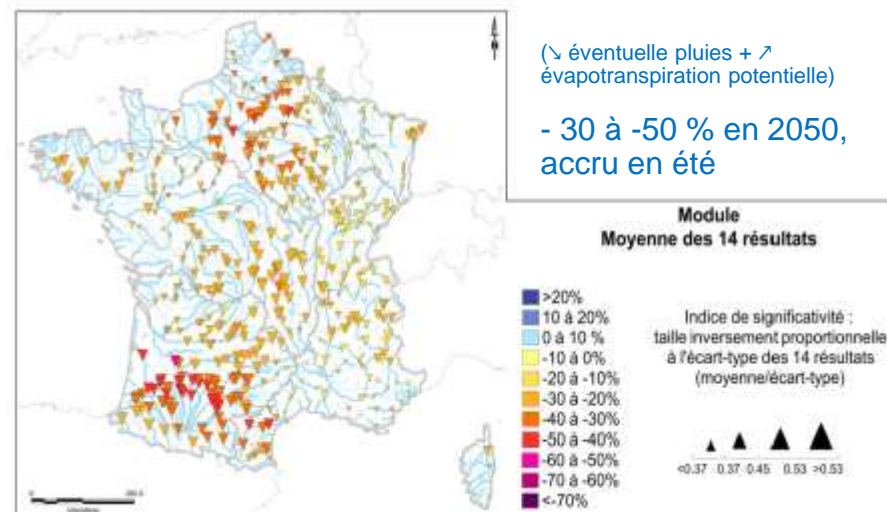 (↘ éventuelle pluies + ↗
évapotranspiration potentielle)
- 30 à -50 % en 2050,
accru en été
Module
Moyenne des 14 résultats
>20%
10 à 20%
0 à 10 %
-10 à 0%
-20 à -10%
-30 à -20%
-40 à -30%
-50 à -40%
-60 à -50%
-70 à -60%
<-70%
Indice de significativité :
taille inversement proportionnelle
à l'écart-type des 14 résultats
(moyenne/écart-type)
<0.37 0.37 0.45 0.53 >0.53
0